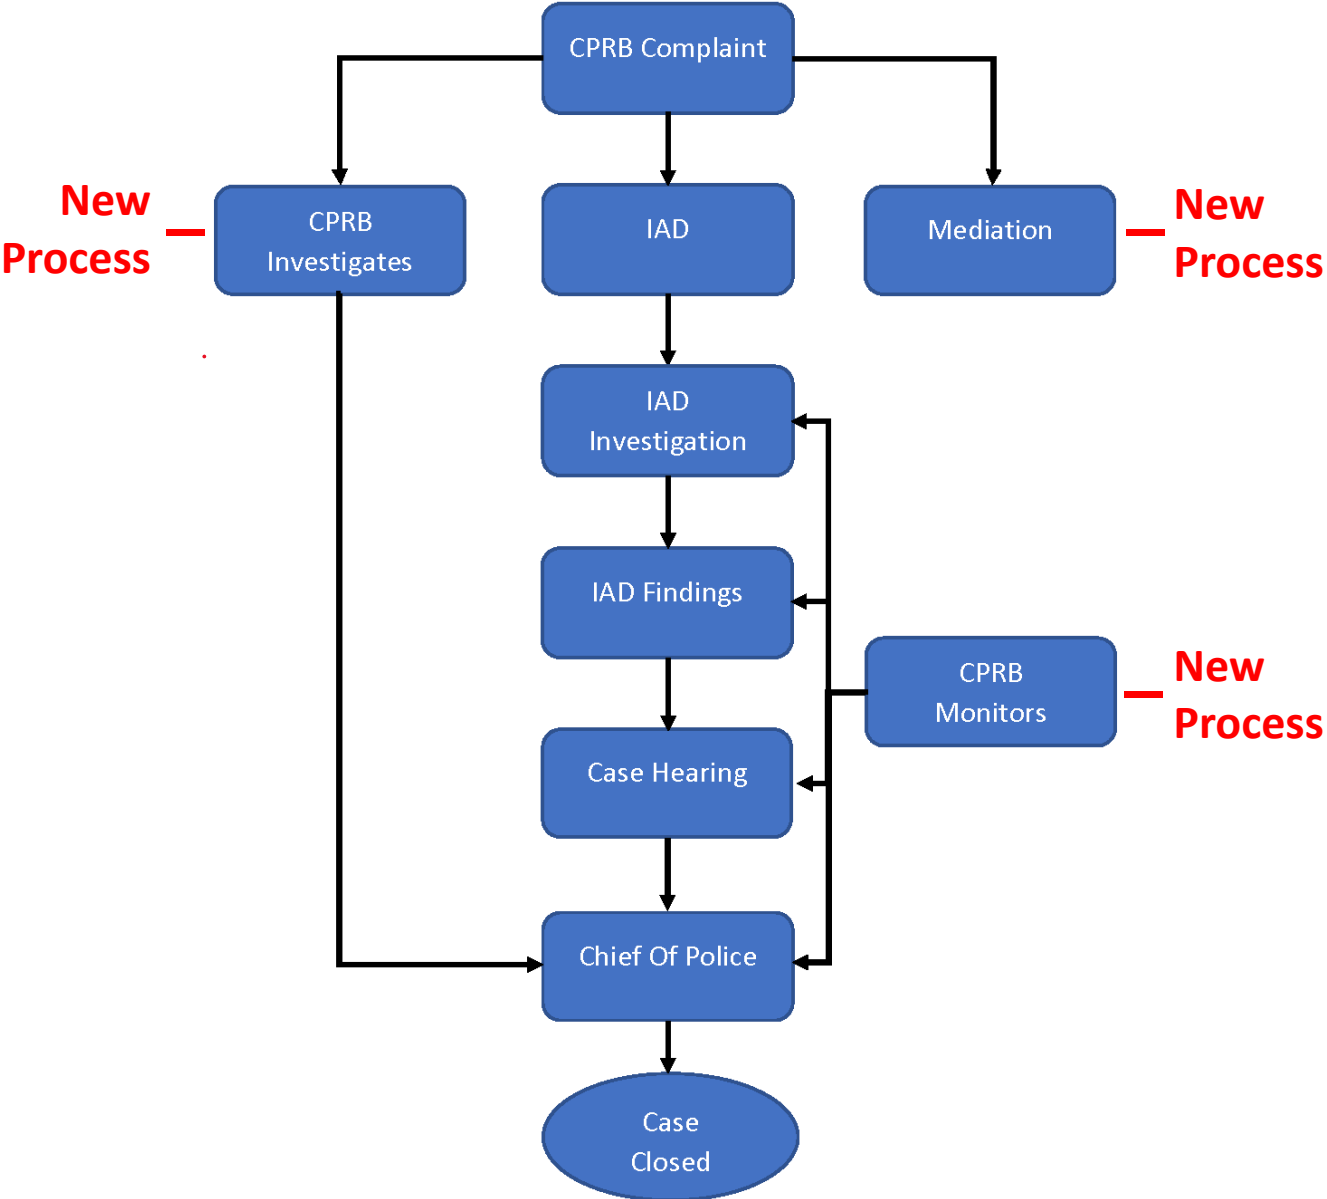 CPRB Complaint
New
Process
CPRB
Investigates
IAD
Mediation
New
Process
IAD
Investigation
IAD Findings
CPRB
Monitors
New
Process
Case Hearing
Chief Of Police
Case
Closed